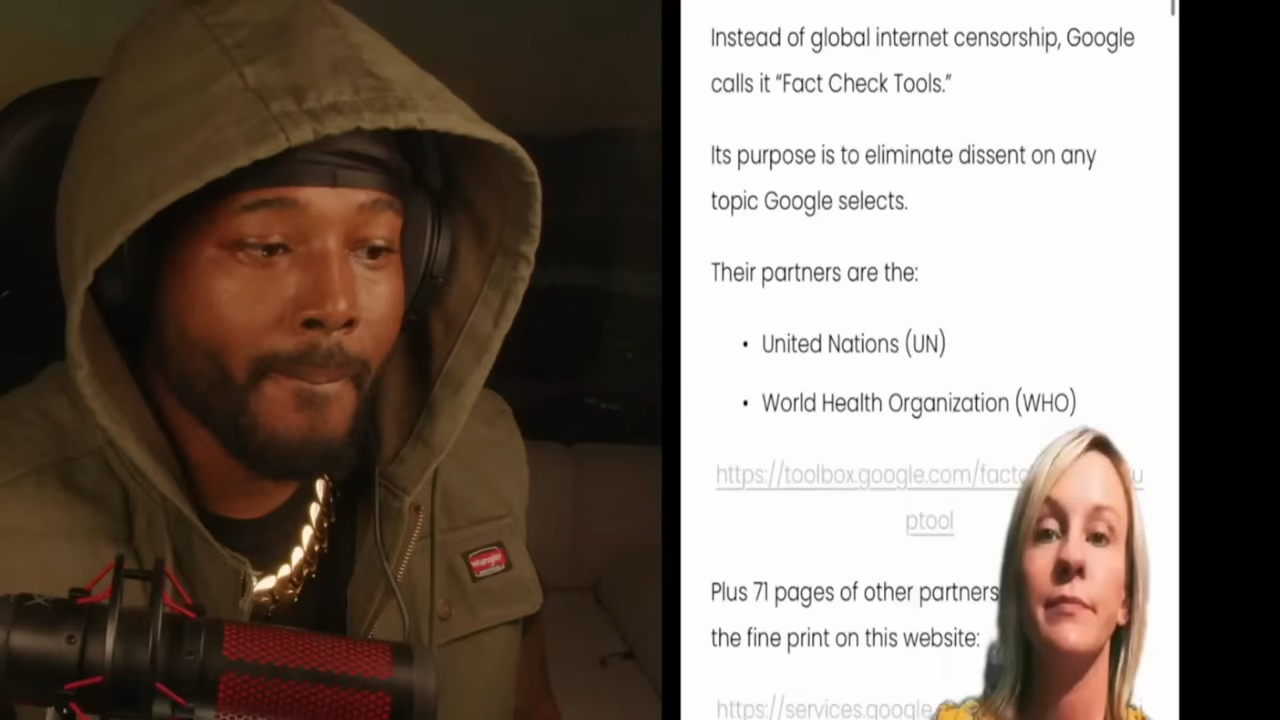 Instead of global internet censorship, Google
calls it “Fact Check Tools.”
Its purpose is to eliminate dissent on any
topic Google selects.
Their partners are the:
• United Nations (UN)
• World Health Organization (WHO)
https://toolbox.google.com/factc
ptool
Plus 71 pages of other partners
the fine print on this website:
https://services.google
wrangler